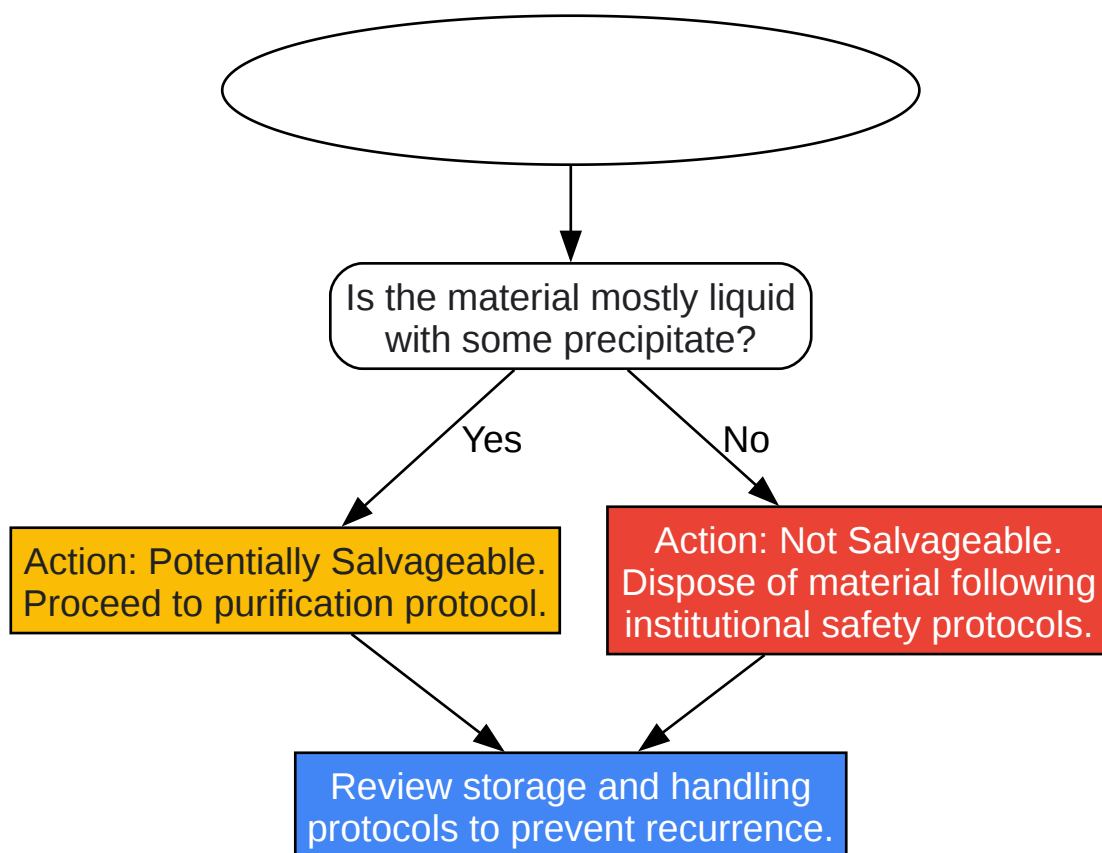 Is the material mostly liquid
with some precipitate?
Yes
No
Action: Potentially Salvageable.
Proceed to purification protocol.
Action: Not Salvageable.
Dispose of material following
institutional safety protocols.
Review storage and handling
protocols to prevent recurrence.